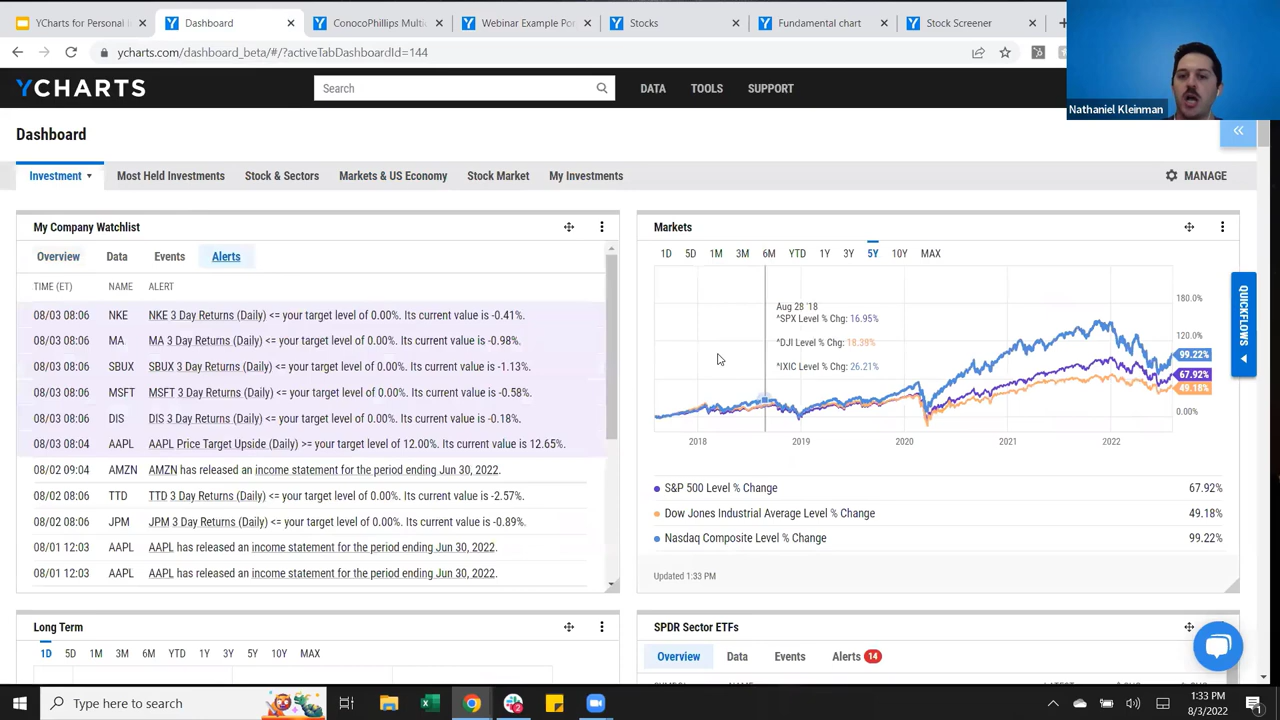 YCharts for Personal I
Dashboard
ConocoPhillips Multi
Webinar Example Por
Stocks
Fundamental chart
Stock Screener
ycharts.com/dashboard_beta/#/?activeTabDashboardId=144
YCHARTS
Search
DATA
TOOLS
SUPPORT
Nathaniel Kleinman
Dashboard
Investment
Most Held Investments
Stock & Sectors
Markets & US Economy
Stock Market
My Investments
MANAGE
My Company Watchlist
Overview
Data
Events
Alerts
TIME (ET) NAME ALERT
08/03 08:06 NKE NKE 3 Day Returns (Daily) <= your target level of 0.00%. Its current value is -0.41%.
08/03 08:06 MA MA 3 Day Returns (Daily) <= your target level of 0.00%. Its current value is -0.98%.
08/03 08:06 SBUX SBUX 3 Day Returns (Daily) <= your target level of 0.00%. Its current value is -1.13%.
08/03 08:06 MSFT MSFT 3 Day Returns (Daily) <= your target level of 0.00%. Its current value is -0.58%.
08/03 08:06 DIS DIS 3 Day Returns (Daily) <= your target level of 0.00%. Its current value is -0.18%.
08/03 08:04 AAPL AAPL Price Target Upside (Daily) >= your target level of 12.00%. Its current value is 12.65%.
08/02 09:04 AMZN AMZN has released an income statement for the period ending Jun 30, 2022.
08/02 08:06 TTD TTD 3 Day Returns (Daily) <= your target level of 0.00%. Its current value is -2.57%.
08/02 08:06 JPM JPM 3 Day Returns (Daily) <= your target level of 0.00%. Its current value is -0.89%.
08/01 12:03 AAPL AAPL has released an income statement for the period ending Jun 30, 2022.
08/01 12:03 AAPL AAPL has released an income statement for the period ending Jun 30, 2022.
Markets
1D 5D 1M 3M 6M YTD 1Y 3Y 5Y 10Y MAX
Aug 28 '18
^SPX Level % Chg: 16.95%
^DJI Level % Chg: 18.39%
^IXIC Level % Chg: 26.21%
180.0%
120.0%
99.22%
67.92%
49.18%
0.00%
2018 2019 2020 2021 2022
S&P 500 Level % Change 67.92%
Dow Jones Industrial Average Level % Change 49.18%
Nasdaq Composite Level % Change 99.22%
Updated 1:33 PM
QUICKFLOWS
Long Term
1D 5D 1M 3M 6M YTD 1Y 3Y 5Y 10Y MAX
SPDR Sector ETFs
Overview
Data
Events
Alerts 14
Type here to search
1:33 PM
8/3/2022
1